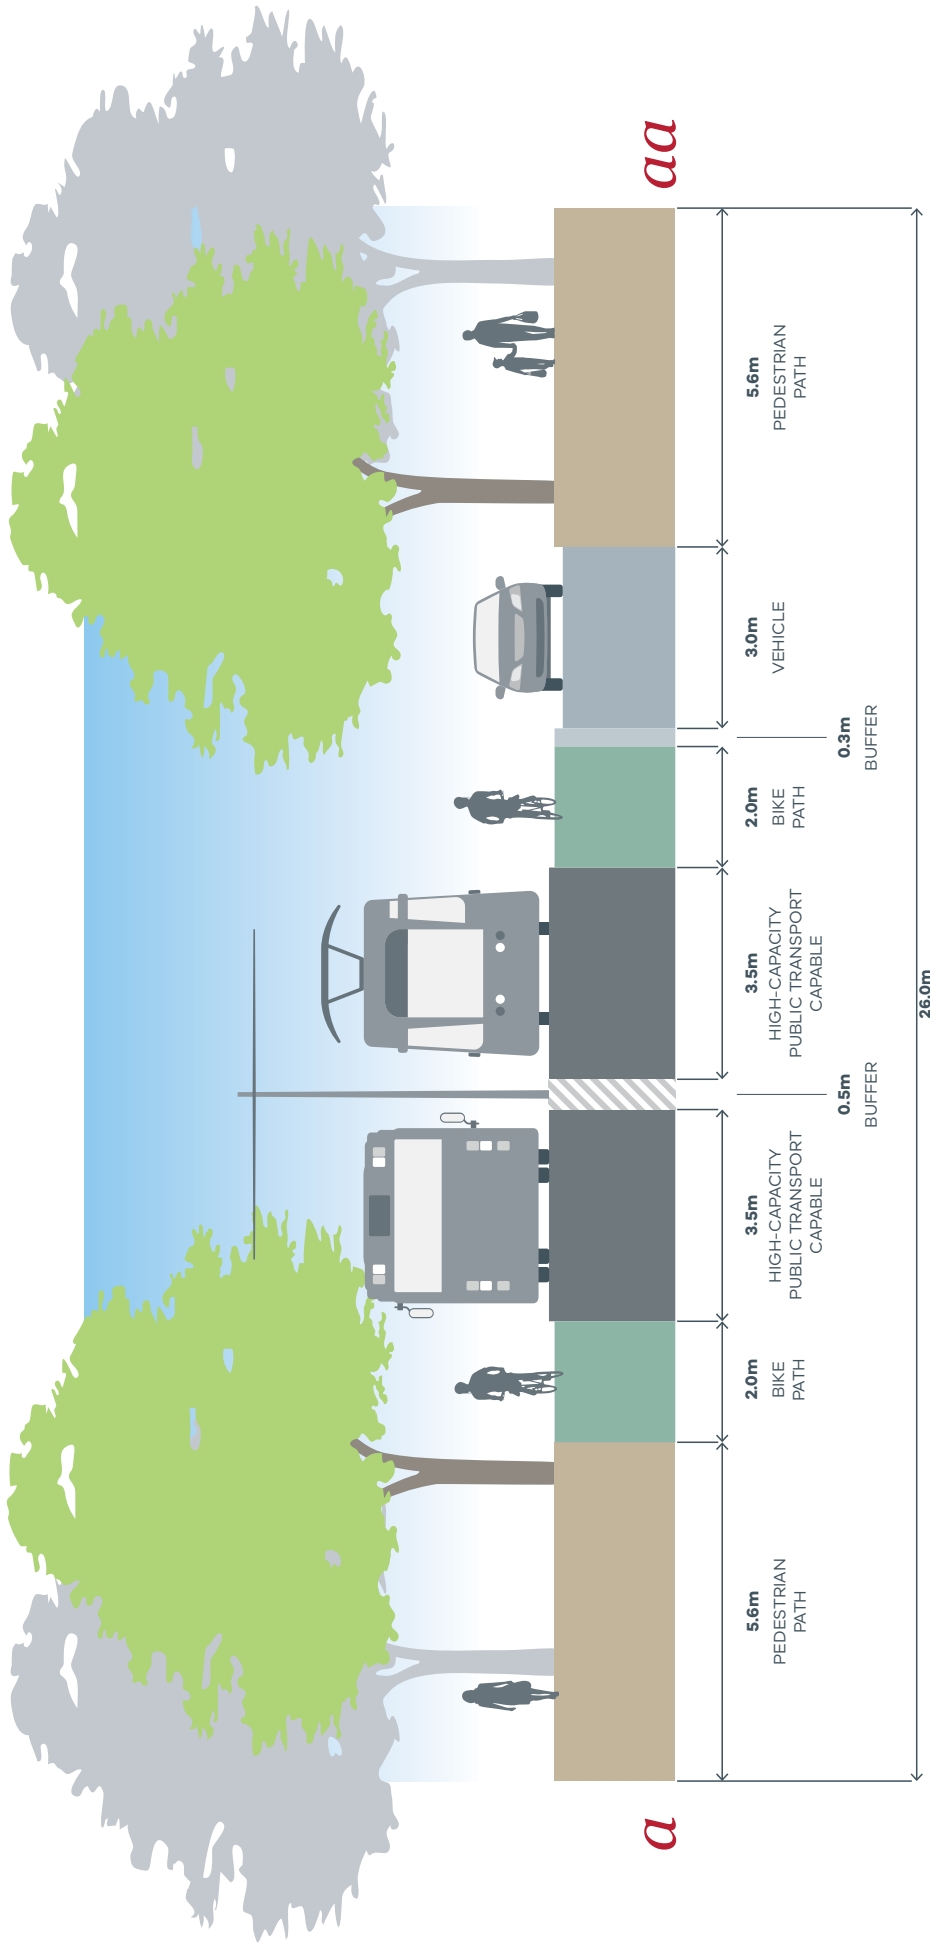 a
aa
5.6m
PEDESTRIAN
PATH
2.0m
BIKE
PATH
3.5m
HIGH-CAPACITY
PUBLIC TRANSPORT
CAPABLE
0.5m
BUFFER
3.5m
HIGH-CAPACITY
PUBLIC TRANSPORT
CAPABLE
2.0m
BIKE
PATH
0.3m
BUFFER
3.0m
VEHICLE
5.6m
PEDESTRIAN
PATH
26.0m